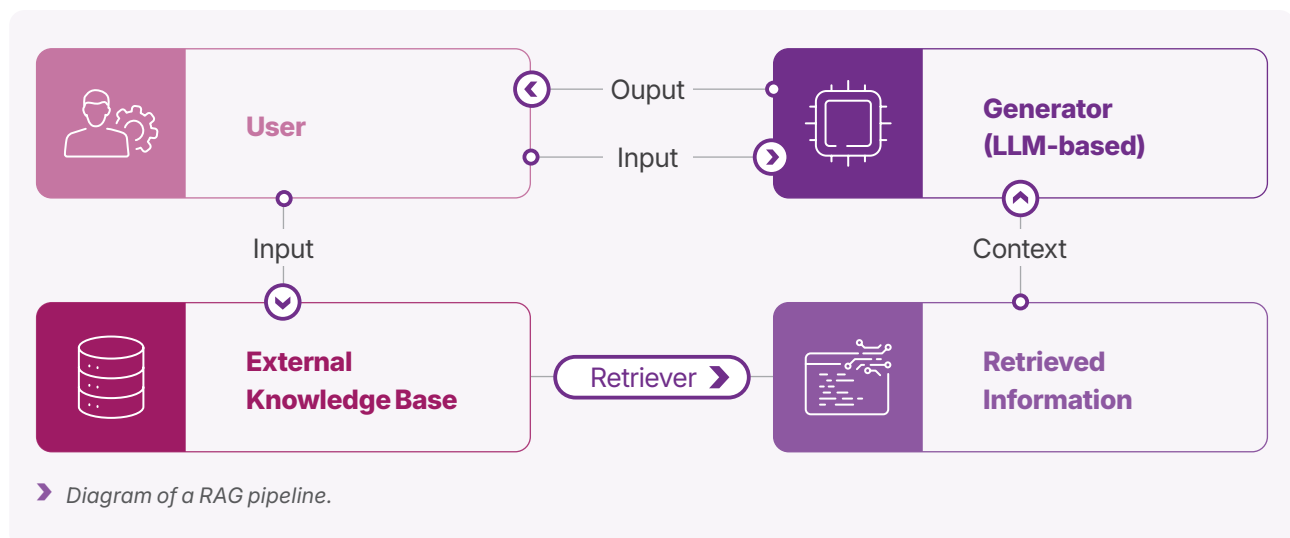 User
Ouput
Input
Generator
(LLM-based)
Input
Context
External
Knowledge Base
Retriever
Retrieved
Information
Diagram of a RAG pipeline.